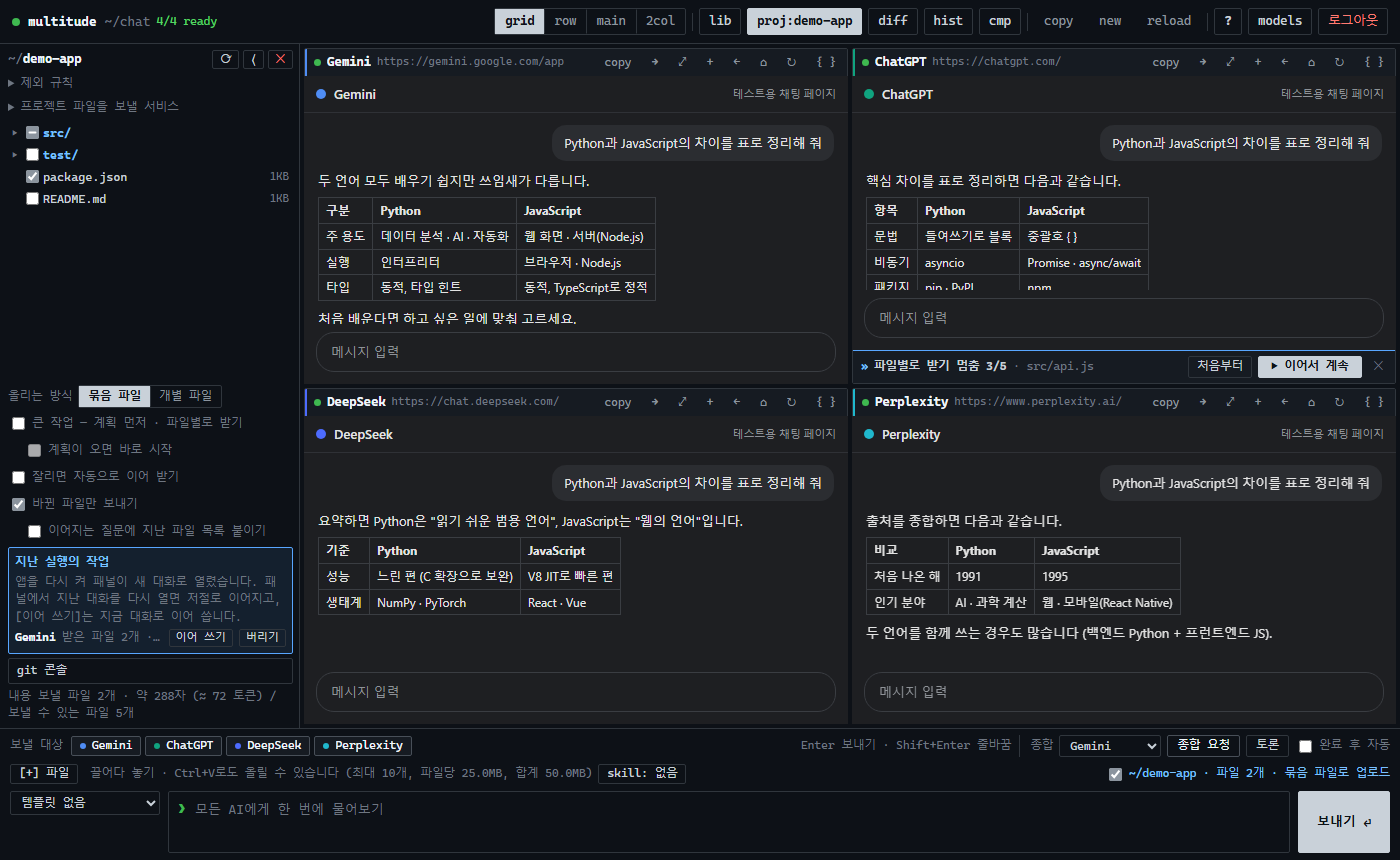 multitude ~/chat 4/4 ready
grid row main 2col lib proj:demo-app diff hist cmp copy new reload ? models 로그아웃
~/demo-app
제외 규칙
프로젝트 파일을 보낼 서비스
src/
test/
package.json 1KB
README.md 1KB
올리는 방식 묶음 파일 개별 파일
큰 작업 — 계획 먼저 · 파일별로 받기
계획이 오면 바로 시작
잘리면 자동으로 이어 받기
바뀐 파일만 보내기
이어지는 질문에 지난 파일 목록 붙이기
지난 실행의 작업
앱을 다시 켜 패널이 새 대화로 열렸습니다. 패
널에서 지난 대화를 다시 열면 저절로 이어지고,
[이어 쓰기]는 지금 대화로 이어 씁니다.
Gemini 받은 파일 2개 ·… 이어 쓰기 버리기
git 콘솔
내용 보낼 파일 2개 · 약 288자 (≈ 72 토큰) /
보낼 수 있는 파일 5개
Gemini https://gemini.google.com/app copy → ⤢ + ← ⌂ ↻ { }
Gemini 테스트용 채팅 페이지
Python과 JavaScript의 차이를 표로 정리해 줘
두 언어 모두 배우기 쉽지만 쓰임새가 다릅니다.
구분 Python JavaScript
주 용도 데이터 분석 · AI · 자동화 웹 화면 · 서버(Node.js)
실행 인터프리터 브라우저 · Node.js
타입 동적, 타입 힌트 동적, TypeScript로 정적
처음 배운다면 하고 싶은 일에 맞춰 고르세요.
메시지 입력
ChatGPT https://chatgpt.com/ copy → ⤢ + ← ⌂ ↻ { }
ChatGPT 테스트용 채팅 페이지
Python과 JavaScript의 차이를 표로 정리해 줘
핵심 차이를 표로 정리하면 다음과 같습니다.
항목 Python JavaScript
문법 들여쓰기로 블록 중괄호 { }
비동기 asyncio Promise · async/await
패키지 pip · PyPI npm
메시지 입력
» 파일별로 받기 멈춤 3/5 · src/api.js 처음부터 ▶ 이어서 계속 ×
DeepSeek https://chat.deepseek.com/ copy → ⤢ + ← ⌂ ↻ { }
DeepSeek 테스트용 채팅 페이지
Python과 JavaScript의 차이를 표로 정리해 줘
요약하면 Python은 "읽기 쉬운 범용 언어", JavaScript는 "웹의 언어"입니다.
기준 Python JavaScript
성능 느린 편 (C 확장으로 보완) V8 JIT로 빠른 편
생태계 NumPy · PyTorch React · Vue
메시지 입력
Perplexity https://www.perplexity.ai/ copy → ⤢ + ← ⌂ ↻ { }
Perplexity 테스트용 채팅 페이지
Python과 JavaScript의 차이를 표로 정리해 줘
출처를 종합하면 다음과 같습니다.
비교 Python JavaScript
처음 나온 해 1991 1995
인기 분야 AI · 과학 계산 웹 · 모바일(React Native)
두 언어를 함께 쓰는 경우도 많습니다 (백엔드 Python + 프런트엔드 JS).
메시지 입력
보낼 대상 Gemini ChatGPT DeepSeek Perplexity Enter 보내기 · Shift+Enter 줄바꿈 종합 Gemini 종합 요청 토론 완료 후 자동
[+] 파일 끌어다 놓기 · Ctrl+V로도 올릴 수 있습니다 (최대 10개, 파일당 25.0MB, 합계 50.0MB) skill: 없음 ~/demo-app · 파일 2개 · 묶음 파일로 업로드
템플릿 없음 ❯ 모든 AI에게 한 번에 물어보기 보내기 ↵